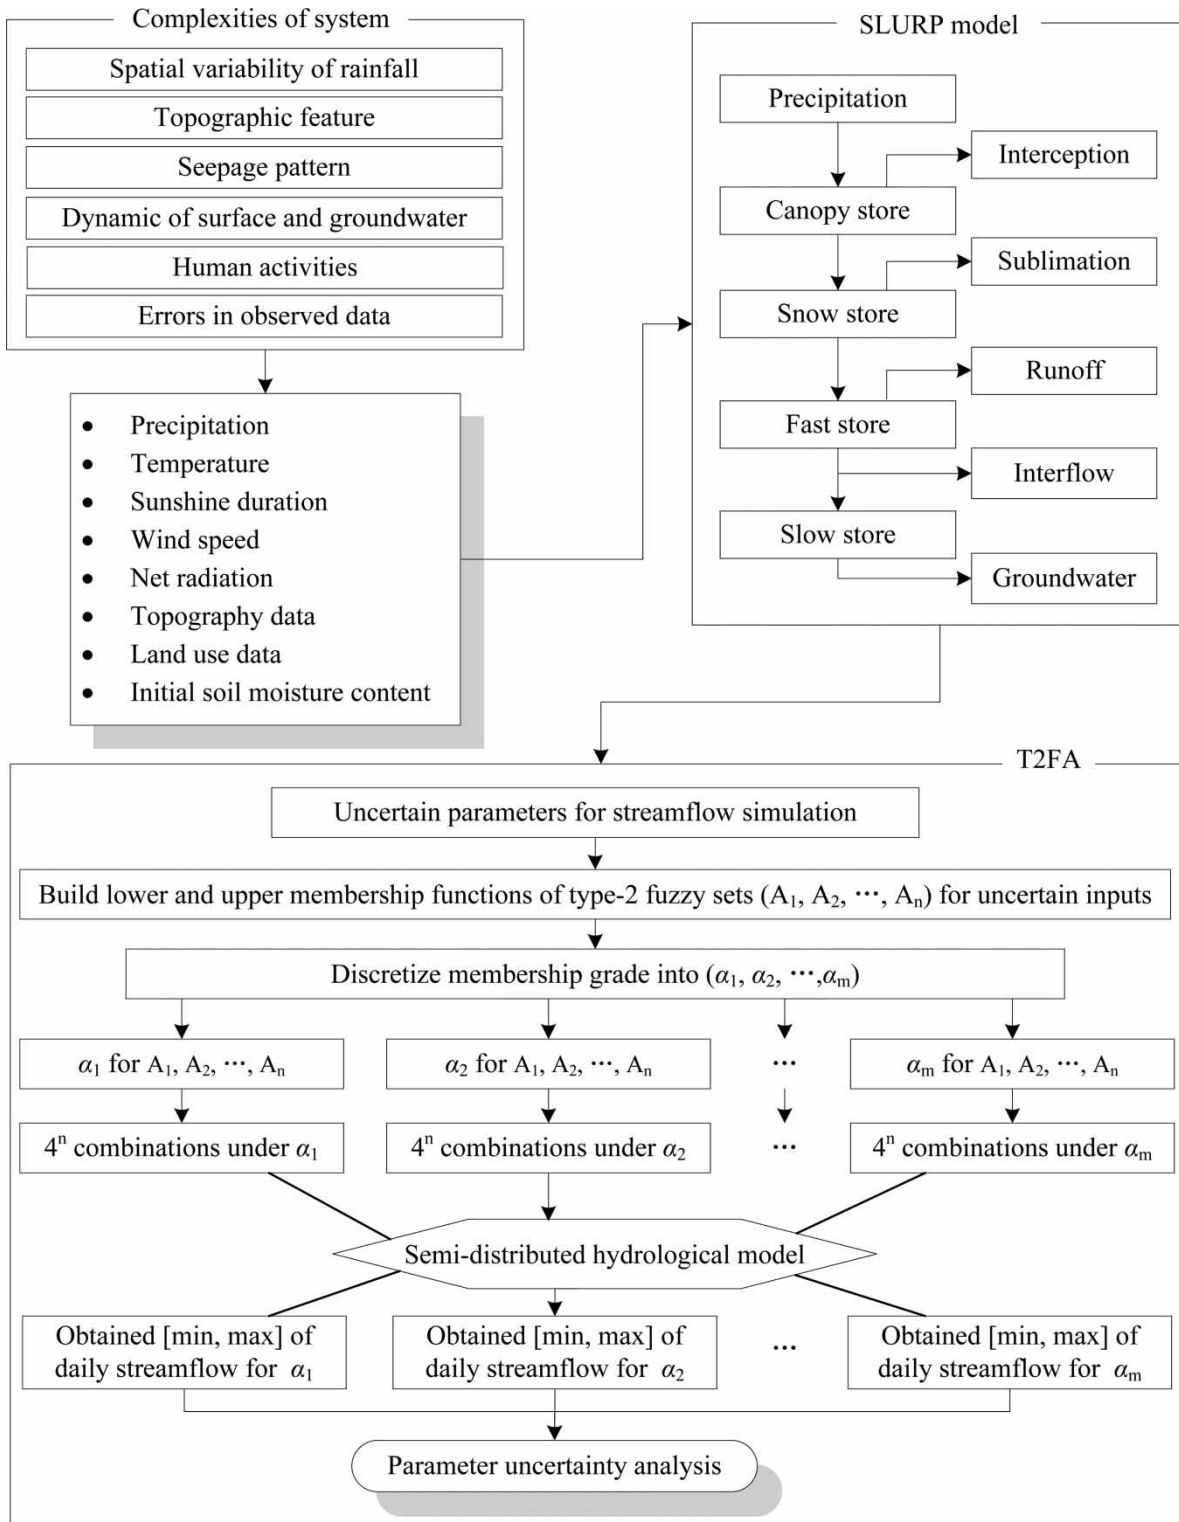 Complexities of system
Spatial variability of rainfall
Topographic feature
Seepage pattern
Dynamic of surface and groundwater
Human activities
Errors in observed data
• Precipitation
• Temperature
• Sunshine duration
• Wind speed
• Net radiation
• Topography data
• Land use data
• Initial soil moisture content
SLURP model
Precipitation
Interception
Canopy store
Sublimation
Snow store
Runoff
Fast store
Interflow
Slow store
Groundwater
T2FA
Uncertain parameters for streamflow simulation
Build lower and upper membership functions of type-2 fuzzy sets (A₁, A₂, ···, Aₙ) for uncertain inputs
Discretize membership grade into (α₁, α₂, ···,αₘ)
α₁ for A₁, A₂, ···, Aₙ
α₂ for A₁, A₂, ···, Aₙ
···
αₘ for A₁, A₂, ···, Aₙ
4ⁿ combinations under α₁
4ⁿ combinations under α₂
···
4ⁿ combinations under αₘ
Semi-distributed hydrological model
Obtained [min, max] of
daily streamflow for α₁
Obtained [min, max] of
daily streamflow for α₂
···
Obtained [min, max] of
daily streamflow for αₘ
Parameter uncertainty analysis